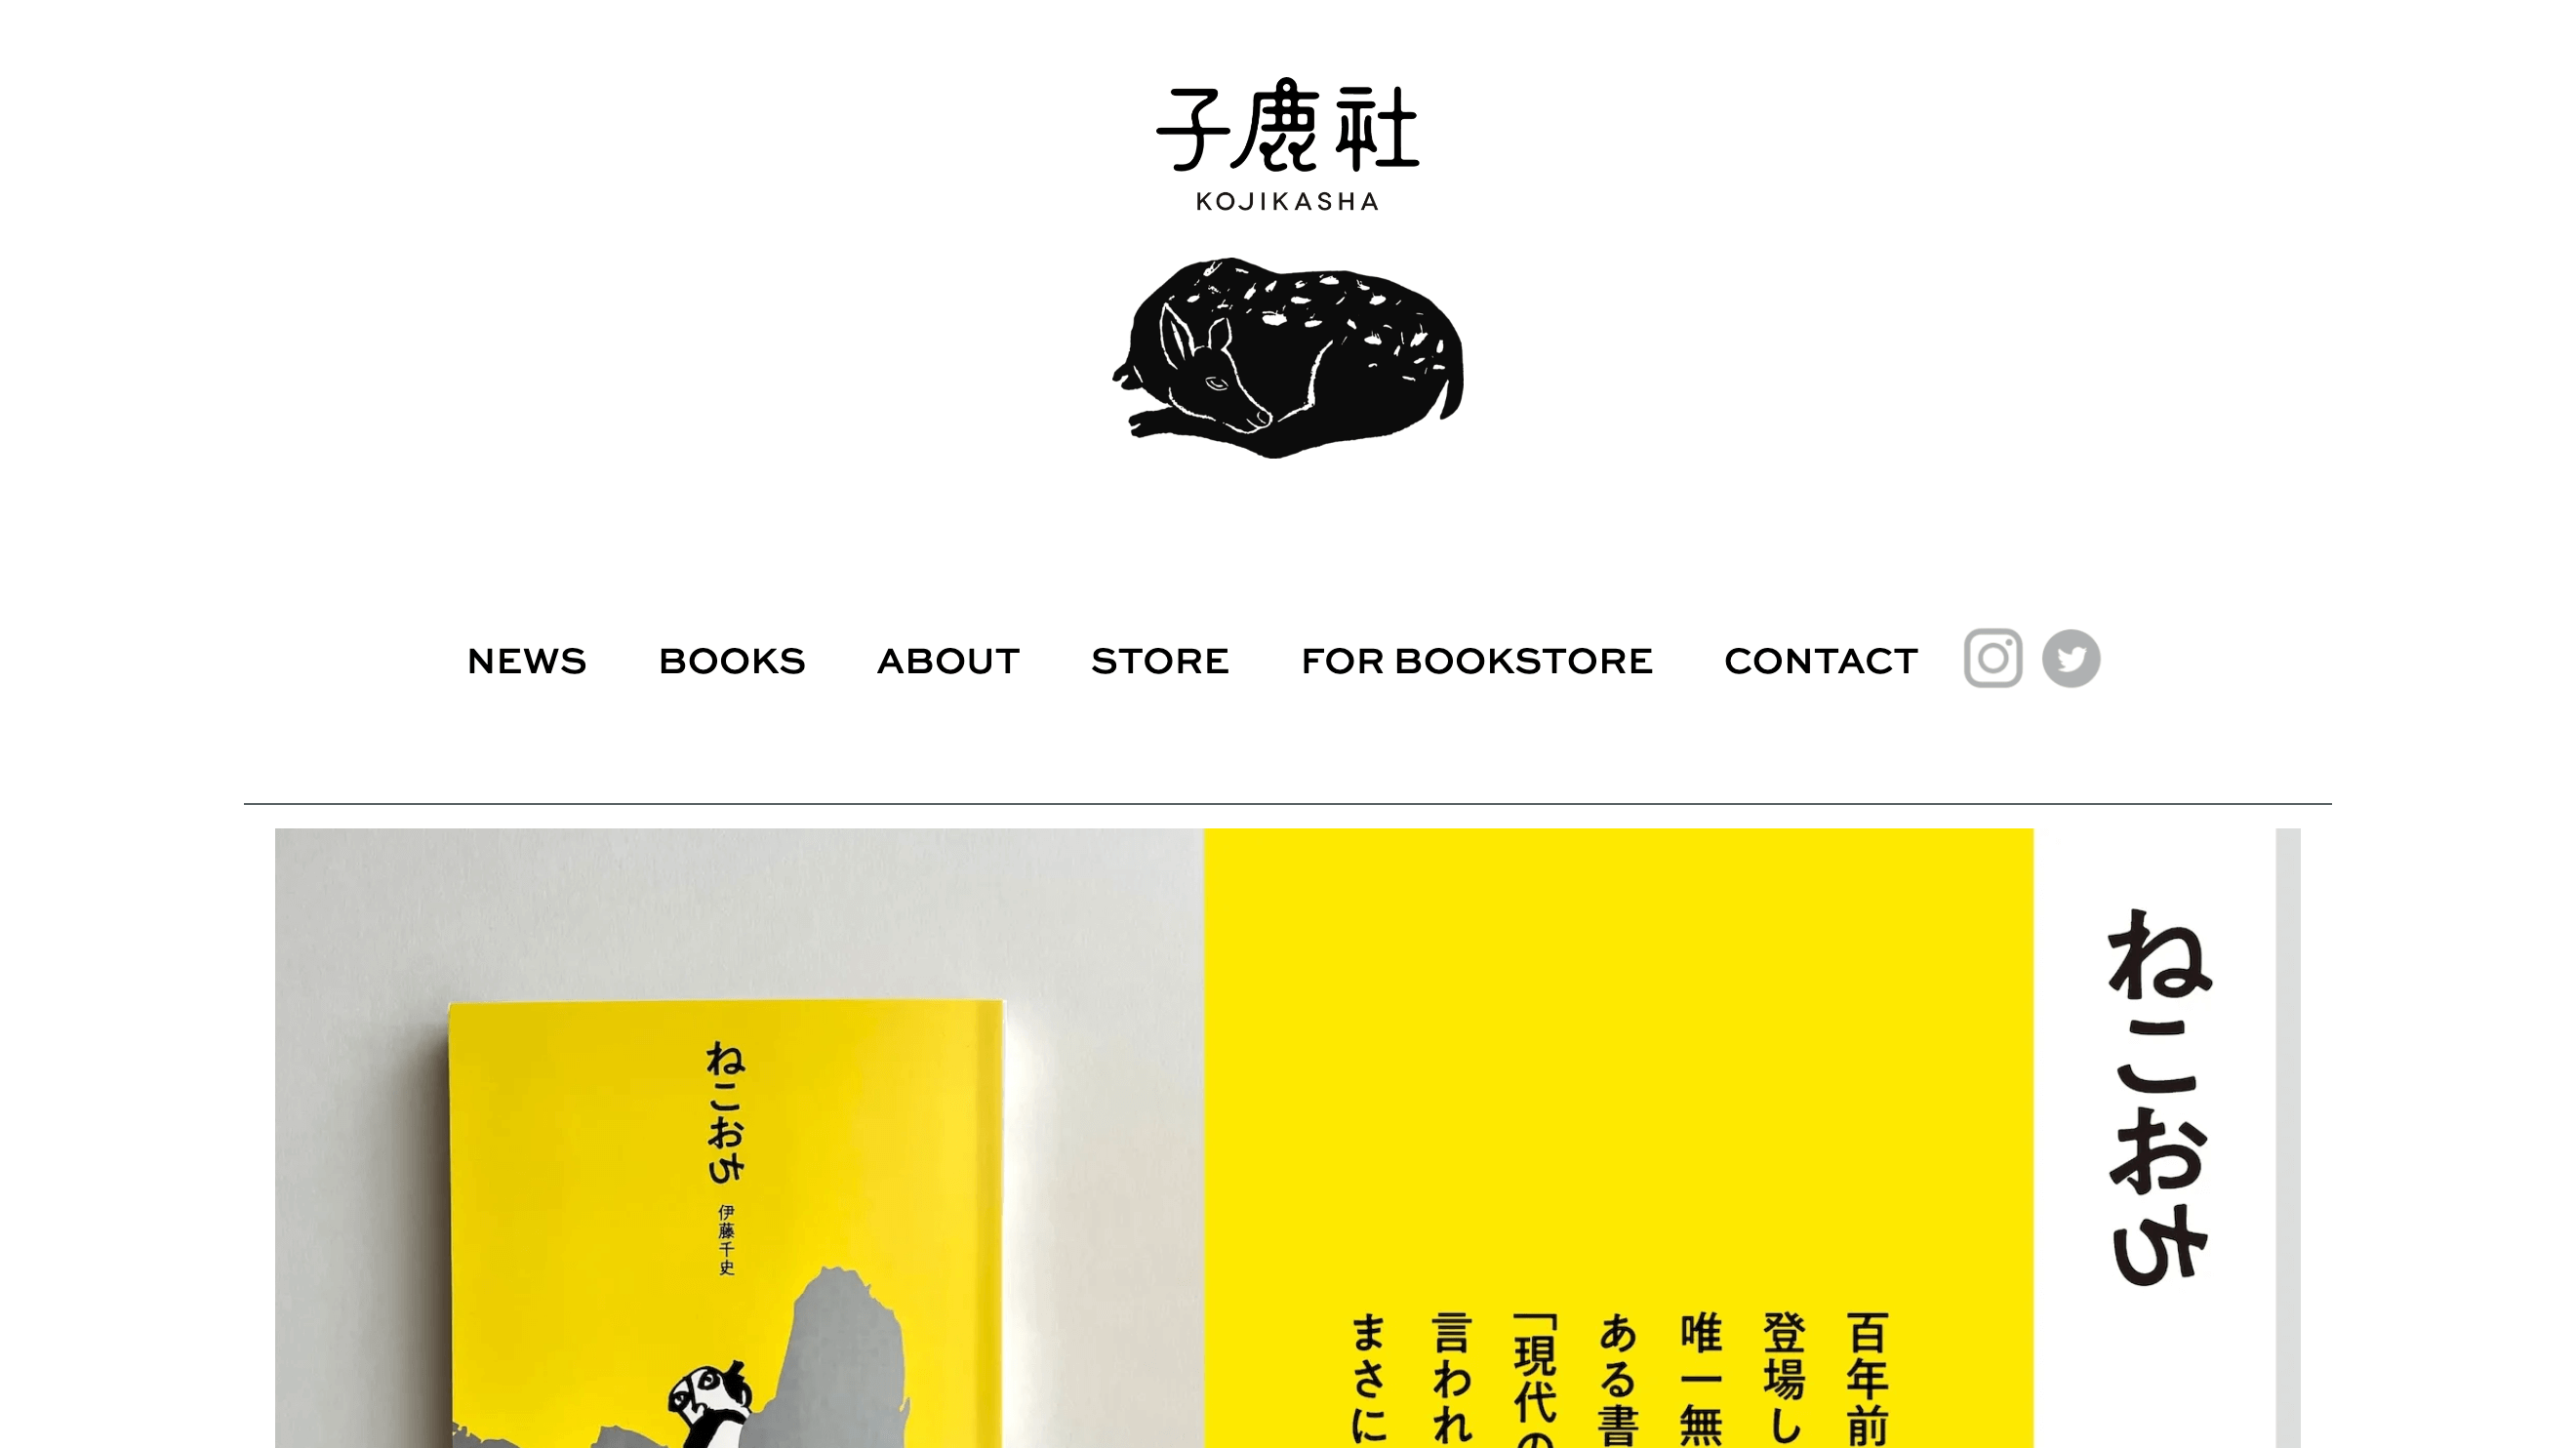 子鹿社
KOJIKASHA
NEWS
BOOKS
ABOUT
STORE
FOR BOOKSTORE
CONTACT
ねこおち
伊藤千史
ねこおち
百年前
登場し
唯一無
ある書
「現代の
言われ
まさに